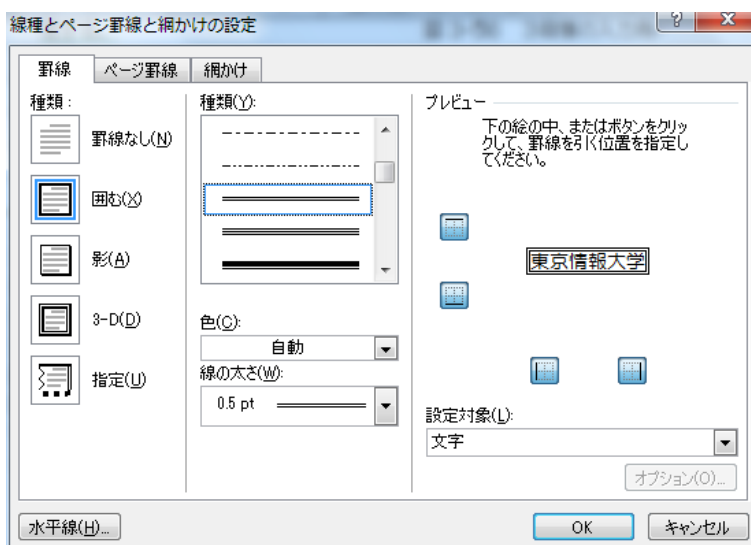 線種とページ罫線と網かけの設定
罫線
ページ罫線
網かけ
種類:
罫線なし(N)
囲む(X)
影(A)
3-D(D)
指定(U)
種類(Y):
色(C):
自動
線の太さ(W):
0.5 pt
プレビュー
下の絵の中、またはボタンをクリッ
クして、罫線を引く位置を指定し
てください。
東京情報大学
設定対象(L):
文字
オプション(O)...
水平線(H)...
OK
キャンセル